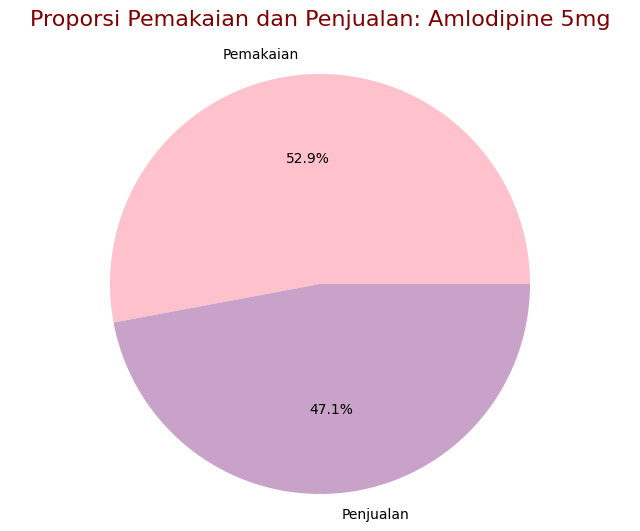 Proporsi Pemakaian dan Penjualan: Amlodipine 5mg
Pemakaian
52.9%
47.1%
Penjualan